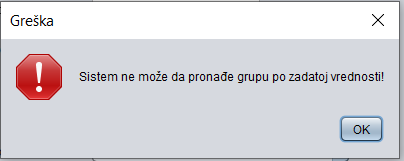 Greška
Sistem ne može da pronađe grupu po zadatoj vrednosti!
OK